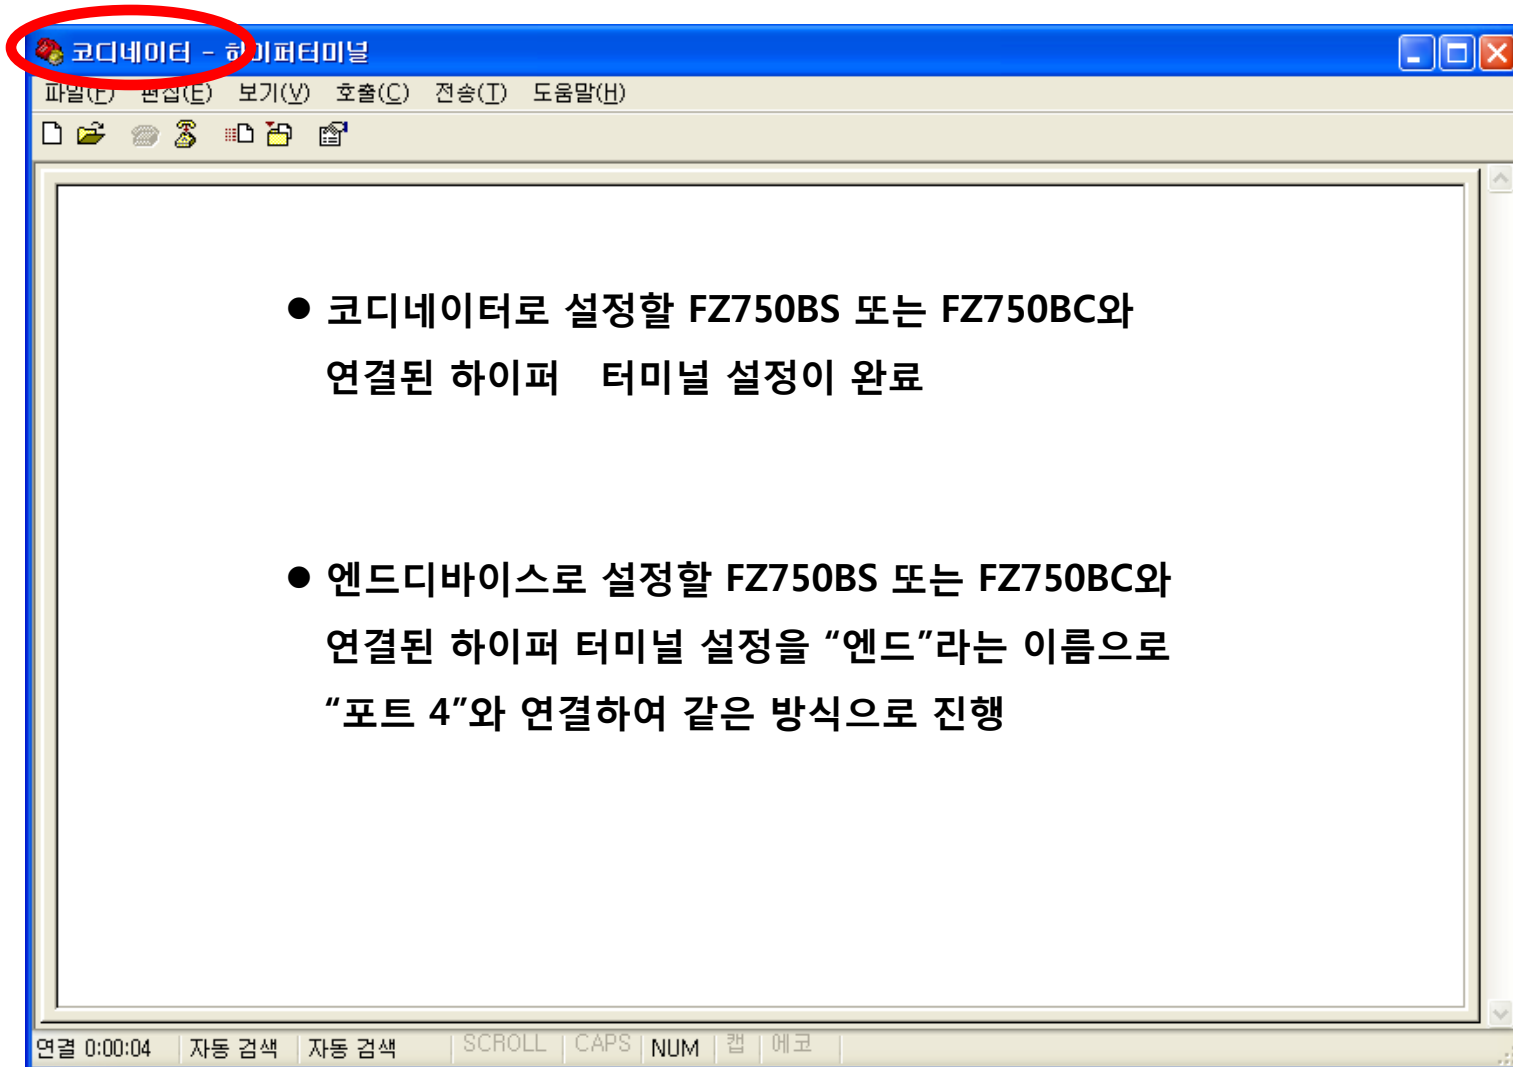 코디네이터 - 하이퍼터미널
파일(F) 편집(E) 보기(V) 호출(C) 전송(T) 도움말(H)
● 코디네이터로 설정할 FZ750BS 또는 FZ750BC와
연결된 하이퍼 터미널 설정이 완료
● 엔드디바이스로 설정할 FZ750BS 또는 FZ750BC와
연결된 하이퍼 터미널 설정을 “엔드”라는 이름으로
“포트 4”와 연결하여 같은 방식으로 진행
연결 0:00:04 자동 검색 자동 검색 SCROLL CAPS NUM 캡 에코